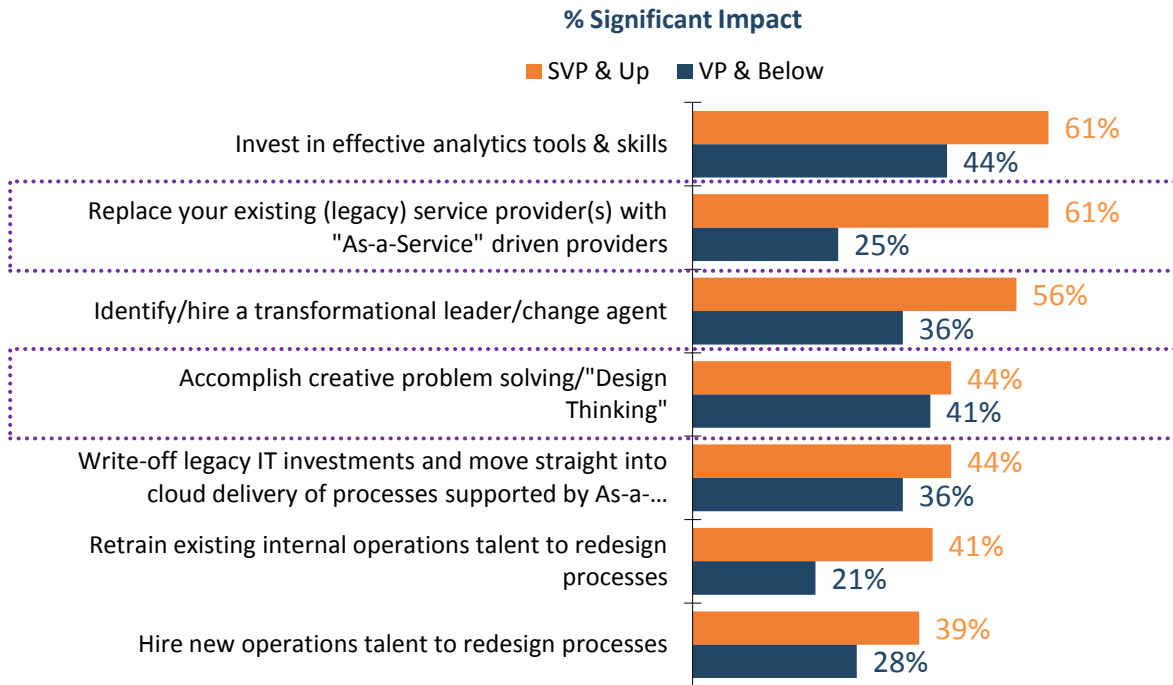 % Significant Impact
SVP & Up VP & Below
Invest in effective analytics tools & skills
61%
44%
Replace your existing (legacy) service provider(s) with
"As-a-Service" driven providers
61%
25%
Identify/hire a transformational leader/change agent
56%
36%
Accomplish creative problem solving/"Design
Thinking"
44%
41%
Write-off legacy IT investments and move straight into
cloud delivery of processes supported by As-a-...
44%
36%
Retrain existing internal operations talent to redesign
processes
41%
21%
Hire new operations talent to redesign processes
39%
28%